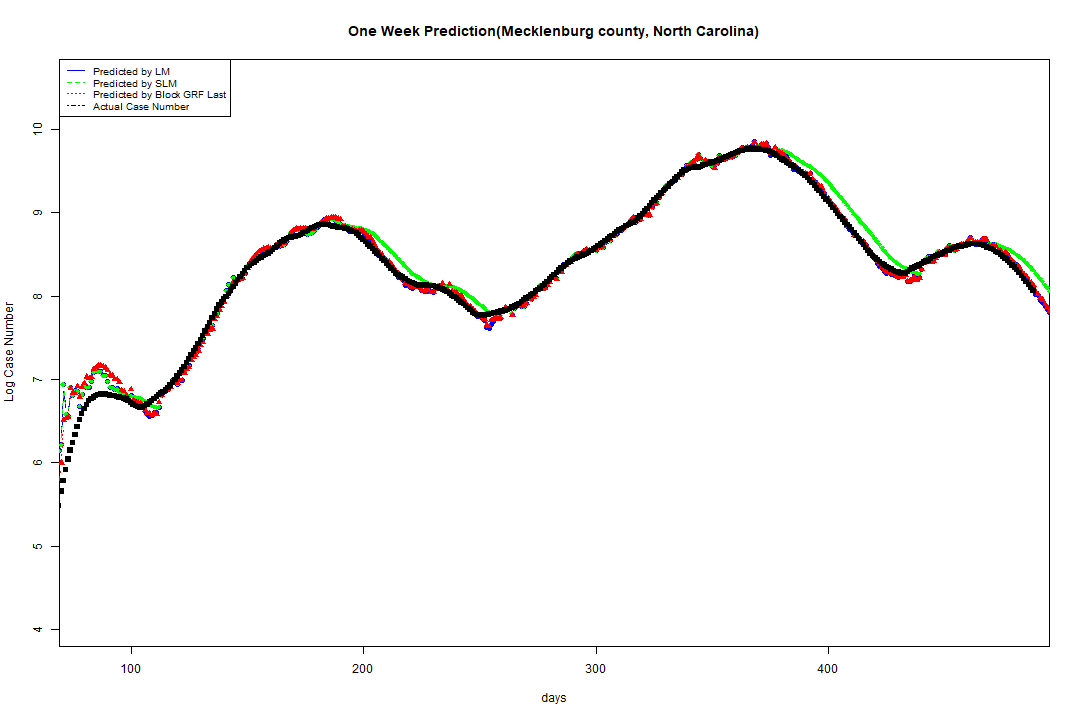 One Week Prediction(Mecklenburg county, North Carolina)
Predicted by LM
Predicted by SLM
Predicted by Block GRF Last
Actual Case Number
10
9
8
7
6
5
4
Log Case Number
100 200 300 400
days